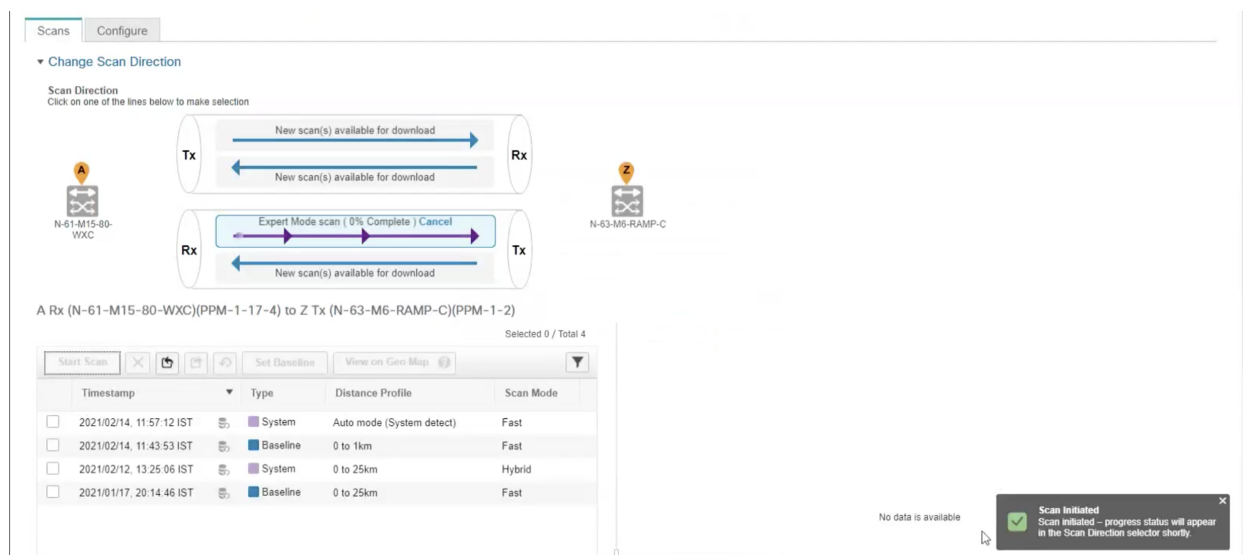 Scans Configure
Change Scan Direction
Scan Direction
Click on one of the lines below to make selection
New scan(s) available for download
Tx
Rx
New scan(s) available for download
A
Z
N-61-M15-80-
WXC
N-63-M6-RAMP-C
Expert Mode scan ( 0% Complete ) Cancel
Rx
Tx
New scan(s) available for download
A Rx (N-61-M15-80-WXC)(PPM-1-17-4) to Z Tx (N-63-M6-RAMP-C)(PPM-1-2)
Selected 0 / Total 4
Start Scan Set Baseline View on Geo Map
Timestamp Type Distance Profile Scan Mode
2021/02/14, 11:57:12 IST System Auto mode (System detect) Fast
2021/02/14, 11:43:53 IST Baseline 0 to 1km Fast
2021/02/12, 13:25:06 IST System 0 to 25km Hybrid
2021/01/17, 20:14:46 IST Baseline 0 to 25km Fast
No data is available
Scan Initiated
Scan initiated – progress status will appear
in the Scan Direction selector shortly.